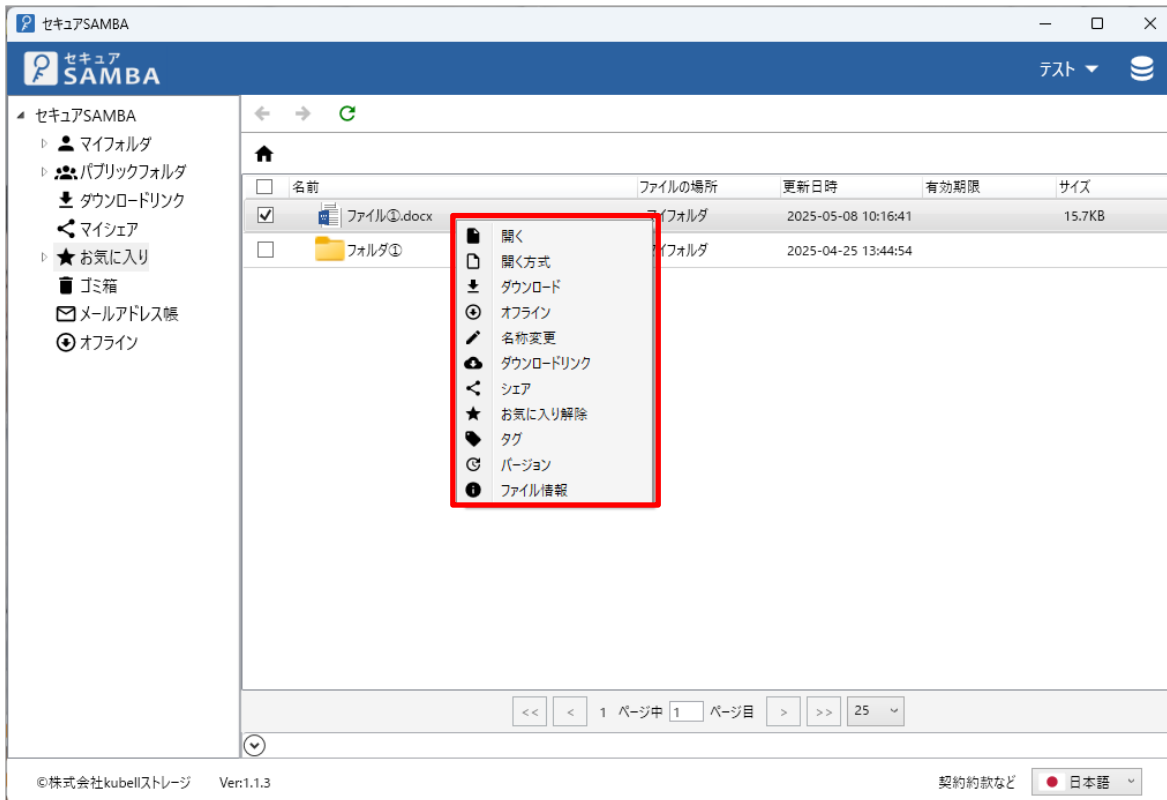 セキュアSAMBA
セキュア
SAMBA
テスト
セキュアSAMBA
マイフォルダ
パブリックフォルダ
ダウンロードリンク
マイシェア
お気に入り
ゴミ箱
メールアドレス帳
オフライン
名前 ファイルの場所 更新日時 有効期限 サイズ
ファイル①.docx マイフォルダ 2025-05-08 10:16:41 15.7KB
フォルダ① マイフォルダ 2025-04-25 13:44:54
開く
開く方式
ダウンロード
オフライン
名称変更
ダウンロードリンク
シェア
お気に入り解除
タグ
バージョン
ファイル情報
<< < 1 ページ中 1 ページ目 > >> 25
©株式会社kubellストレージ Ver:1.1.3 契約約款など 日本語